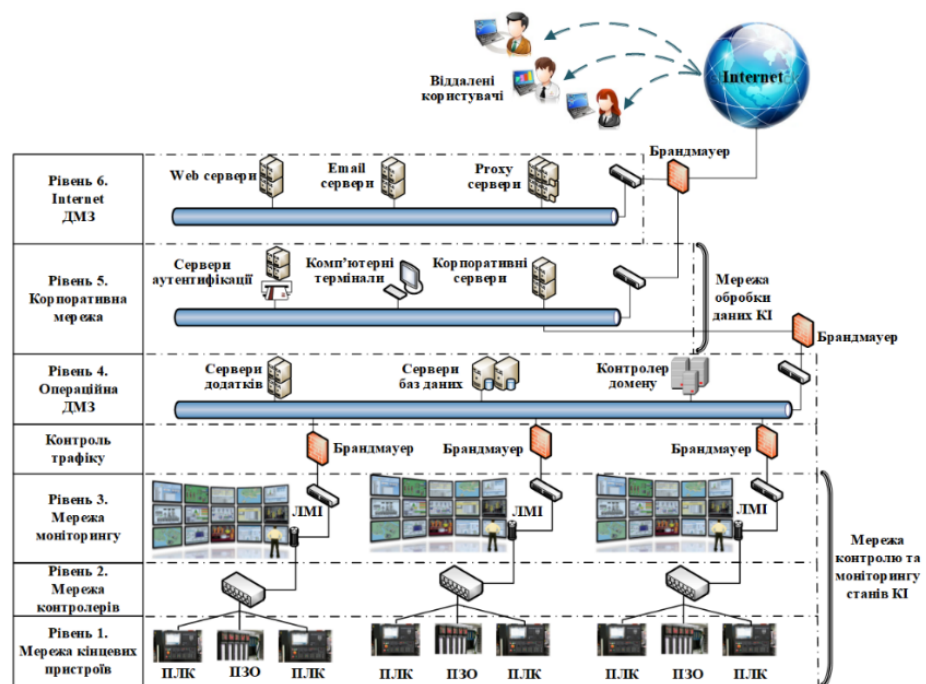 Internet
Віддалені
користувачі
Брандмауер
Рівень 6.
Internet
ДМЗ
Web сервери
Email
сервери
Proxy
сервери
Рівень 5.
Корпоративна
мережа
Сервери
аутентифікації
Комп’ютерні
термінали
Корпоративні
сервери
Мережа
обробки
даних КІ
Брандмауер
Рівень 4.
Операційна
ДМЗ
Сервери
додатків
Сервери
баз даних
Контролер
домену
Контроль
трафіку
Брандмауер
Брандмауер
Брандмауер
Рівень 3.
Мережа
моніторингу
ЛМІ
ЛМІ
ЛМІ
Мережа
контролю та
моніторингу
станів КІ
Рівень 2.
Мережа
контролерів
Рівень 1.
Мережа кінцевих
пристроїв
ПЛК ПЗО ПЛК
ПЛК ПЗО ПЛК
ПЛК ПЗО ПЛК